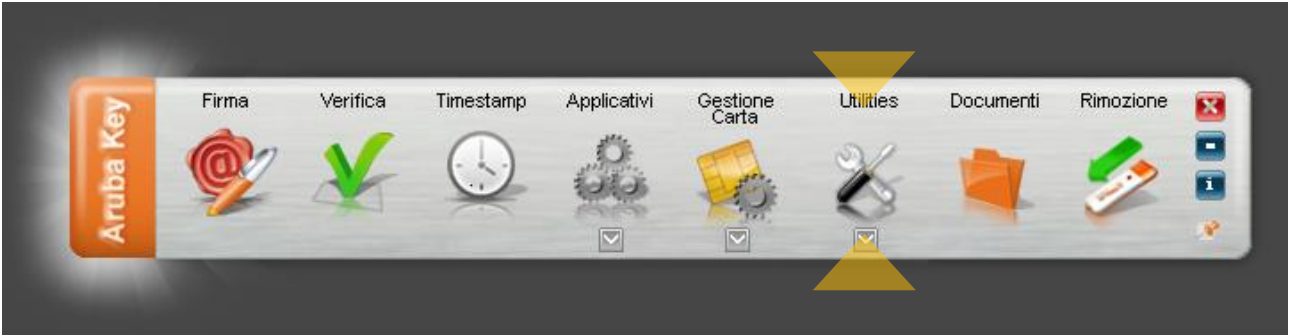 Aruba Key
Firma
Verifica
Timestamp
Applicativi
Gestione
Carta
Utilities
Documenti
Rimozione